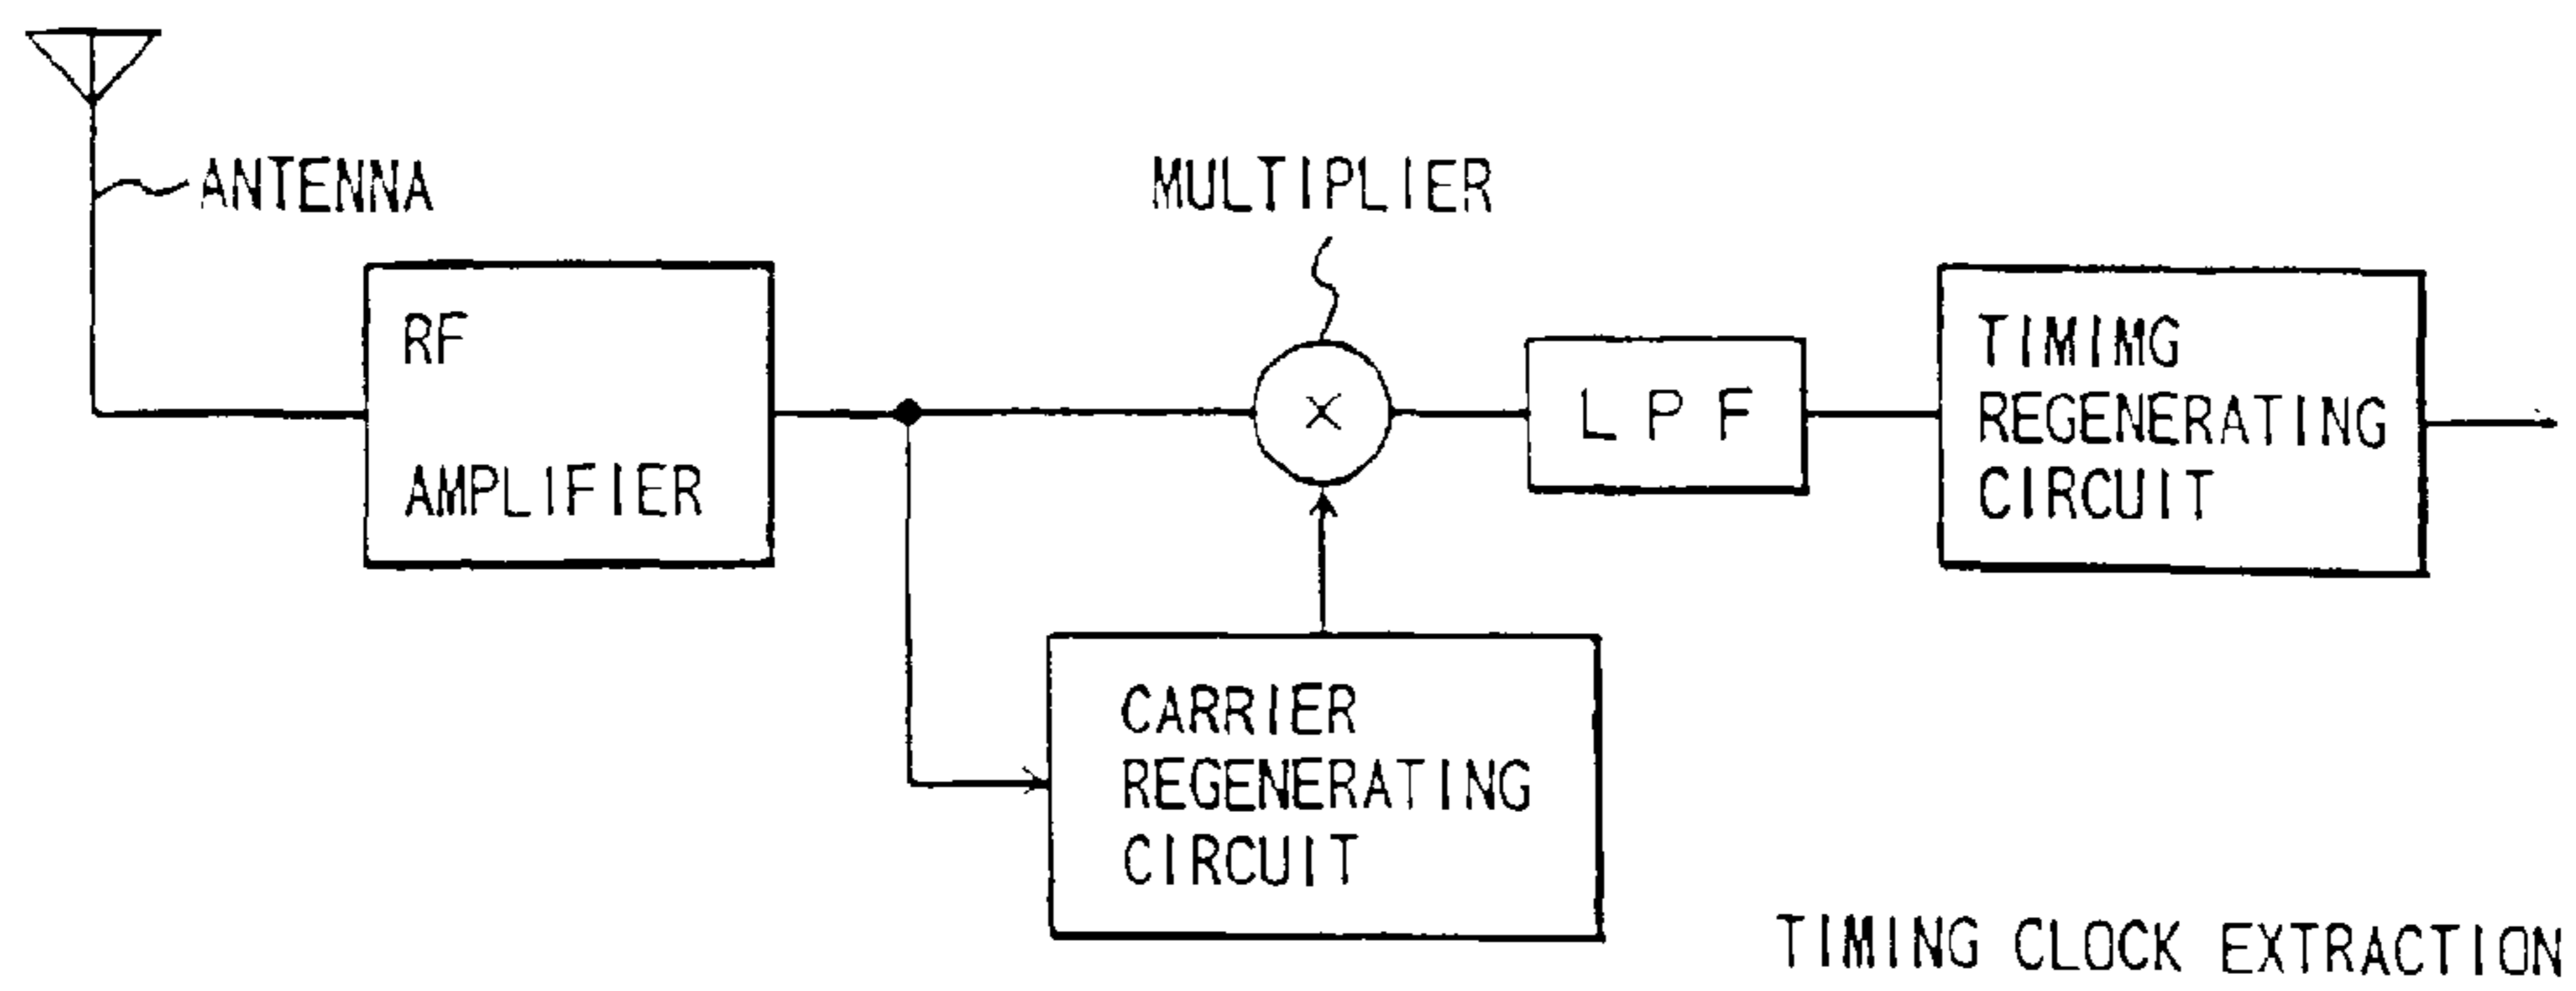 ANTENNA
MULTIPLIER
RF
AMPLIFIER
×
L P F
TIMIMG
REGENERATING
CIRCUIT
CARRIER
REGENERATING
CIRCUIT
TIMING CLOCK EXTRACTION